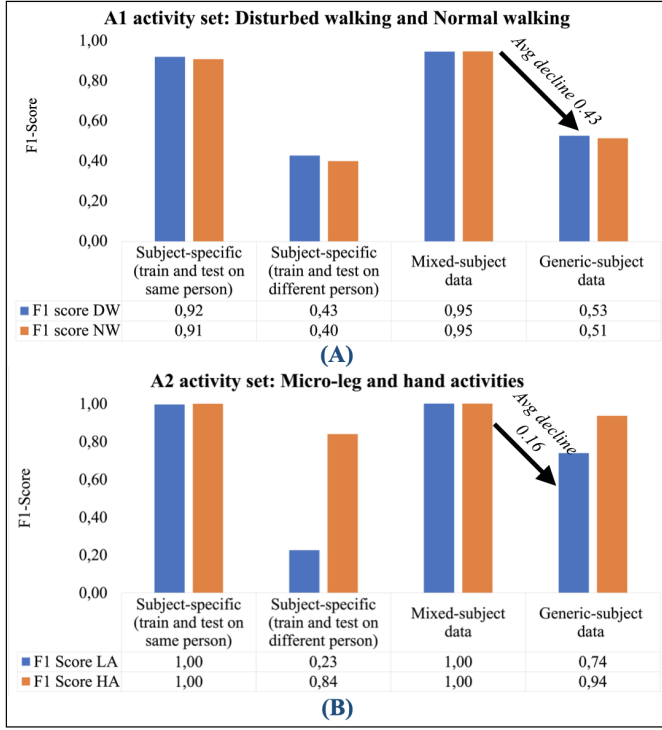 A1 activity set: Disturbed walking and Normal walking
1,00
0,80
0,60
0,40
0,20
0,00
F1-Score
Avg decline 0.43
Subject-specific (train and test on same person)
Subject-specific (train and test on different person)
Mixed-subject data
Generic-subject data
F1 score DW 0,92 0,43 0,95 0,53
F1 score NW 0,91 0,40 0,95 0,51
(A)
A2 activity set: Micro-leg and hand activities
1,00
0,80
0,60
0,40
0,20
0,00
F1-Score
Avg decline
0.16
Subject-specific (train and test on same person)
Subject-specific (train and test on different person)
Mixed-subject data
Generic-subject data
F1 Score LA 1,00 0,23 1,00 0,74
F1 Score HA 1,00 0,84 1,00 0,94
(B)